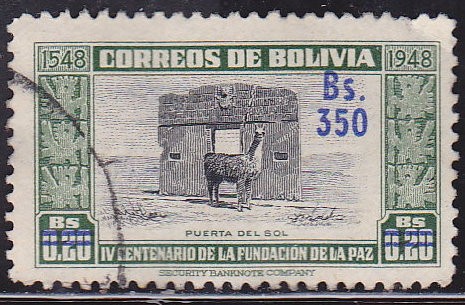 1548 CORREOS DE BOLIVIA 1948
Bs.
350
PUERTA DEL SOL
Bs Bs
0.20 IV CENTENARIO DE LA FUNDACIÓN DE LA PAZ 0.20
SECURITY BANKNOTE COMPANY